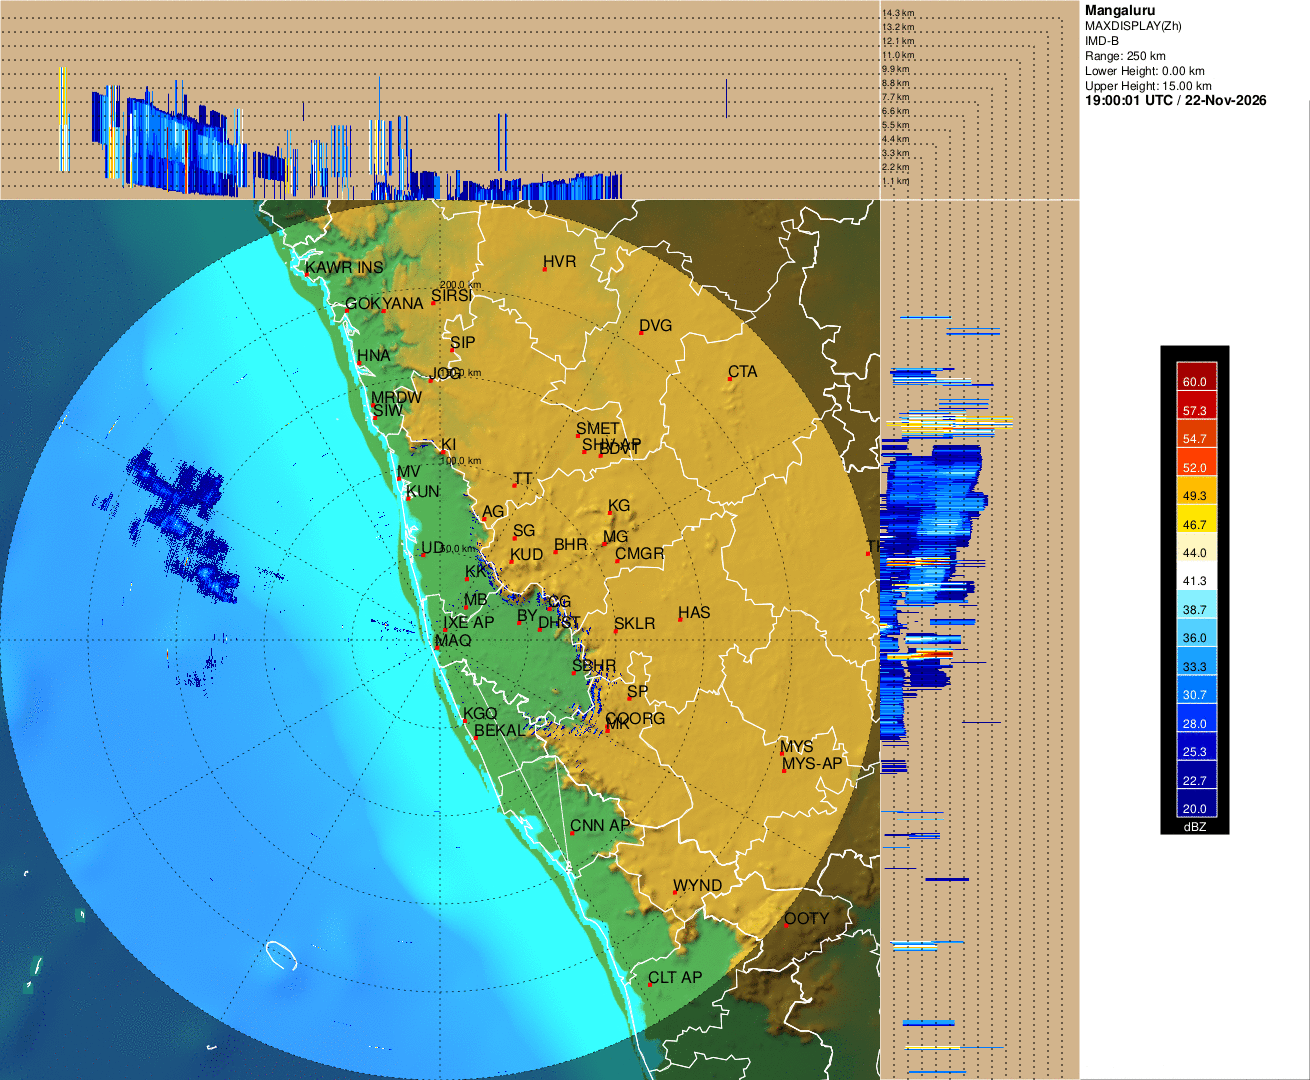 14.3 km
13.2 km
12.1 km
11.0 km
9.9 km
8.8 km
7.7 km
6.6 km
5.5 km
4.4 km
3.3 km
2.2 km
1.1 km
Mangaluru
MAXDISPLAY(Zh)
IMD-B
Range: 250 km
Lower Height: 0.00 km
Upper Height: 15.00 km
19:00:01 UTC / 22-Nov-2026
KAWR INS
HVR
200.0 km
GOKYANA
SIRSI
DVG
SIP
HNA
JOG
CTA
MRDW
SIW
SMET
KI
SHV-AP
BDVT
100.0 km
MV
TT
KUN
AG
KG
SG
UD
50.0 km
KUD
BHR
MG
CMGR
KK
MB
CG
IXE AP
BY
DHST
SKLR
HAS
MAQ
SBHR
SP
KGQ
COORG
MK
BEKAL
MYS
MYS-AP
CNN AP
WYND
OOTY
CLT AP
60.0
57.3
54.7
52.0
49.3
46.7
44.0
41.3
38.7
36.0
33.3
30.7
28.0
25.3
22.7
20.0
dBZ